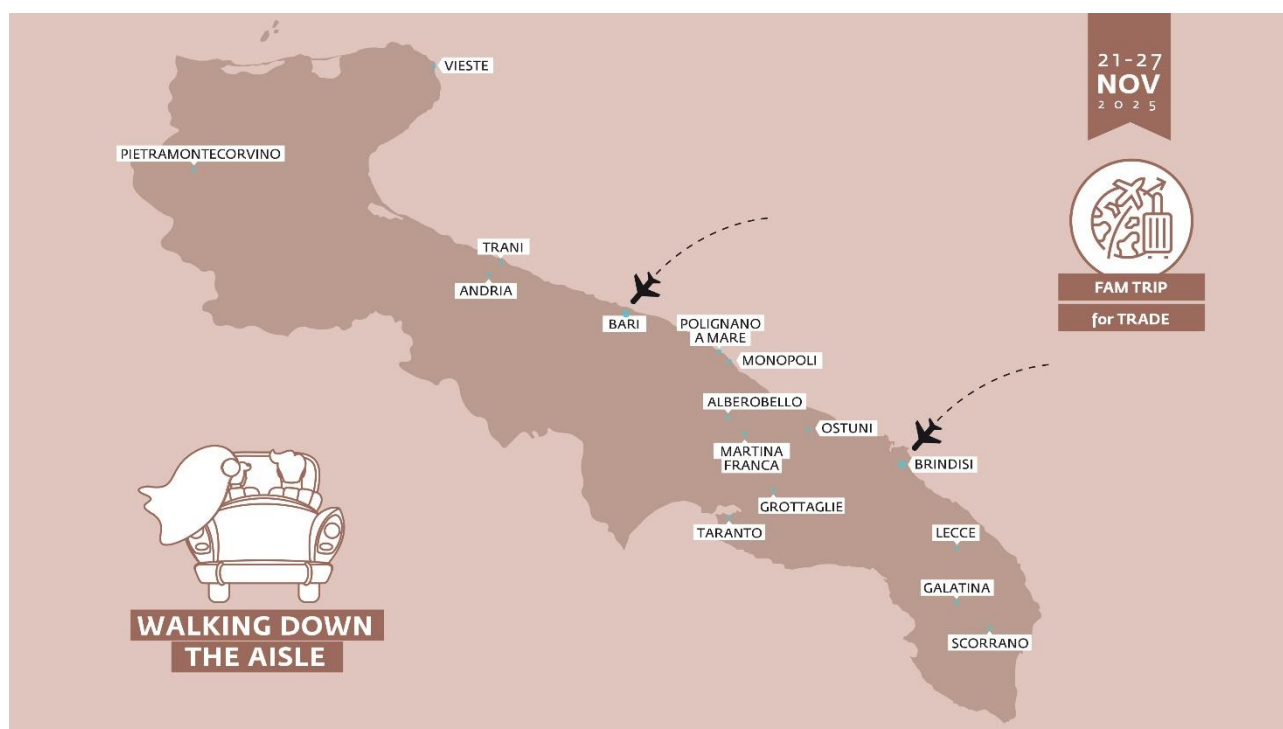 21-27
NOV
2025
VIESTE
PIETRAMONTECORVINO
TRANI
ANDRIA
BARI
POLIGNANO
A MARE
MONOPOLI
ALBEROBELLO
OSTUNI
MARTINA
FRANCA
BRINDISI
GROTTAGLIE
TARANTO
LECCE
GALATINA
SCORRANO
FAM TRIP
for TRADE
WALKING DOWN
THE AISLE